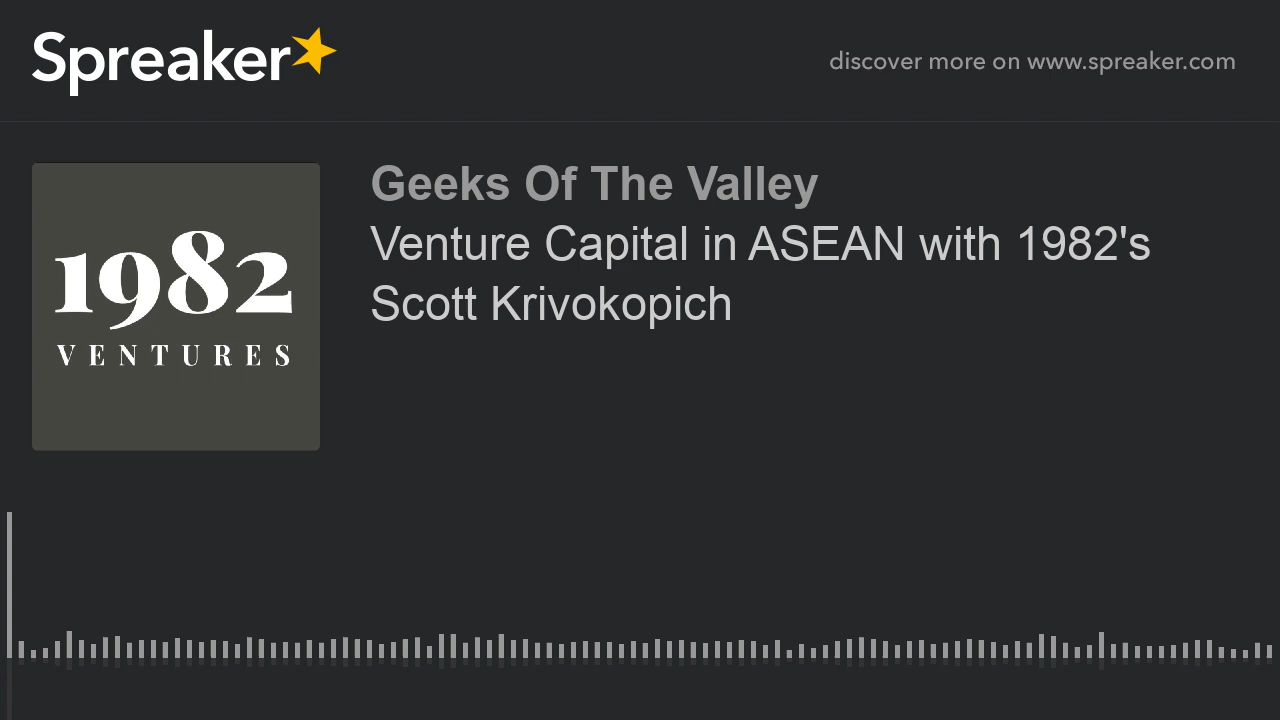 Spreaker
discover more on www.spreaker.com
1982
VENTURES
Geeks Of The Valley
Venture Capital in ASEAN with 1982's
Scott Krivokopich